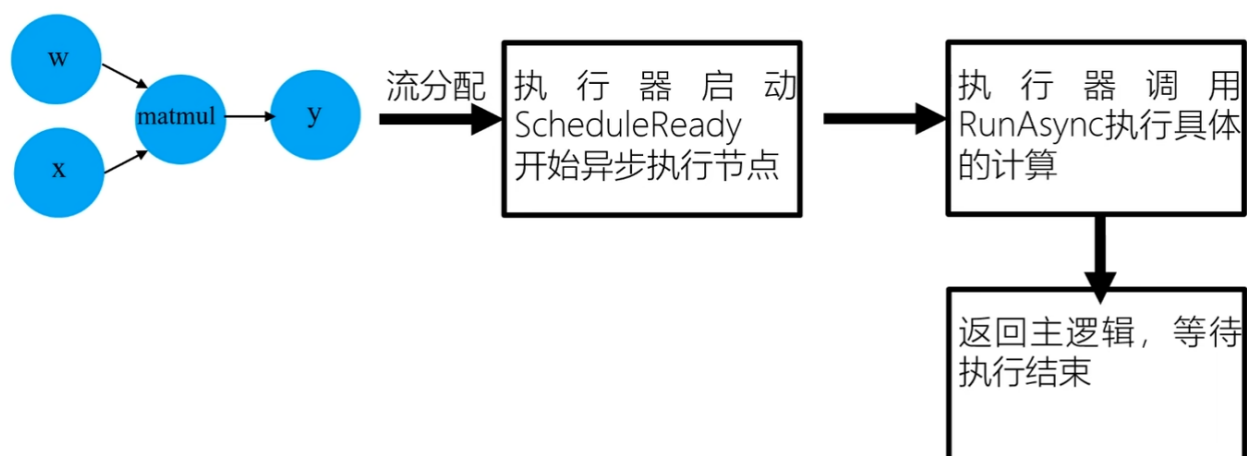 w
matmul
y
x
流分配
执行器启动
ScheduleReady
开始异步执行节点
执行器调用
RunAsync执行具体
的计算
返回主逻辑，等待
执行结束